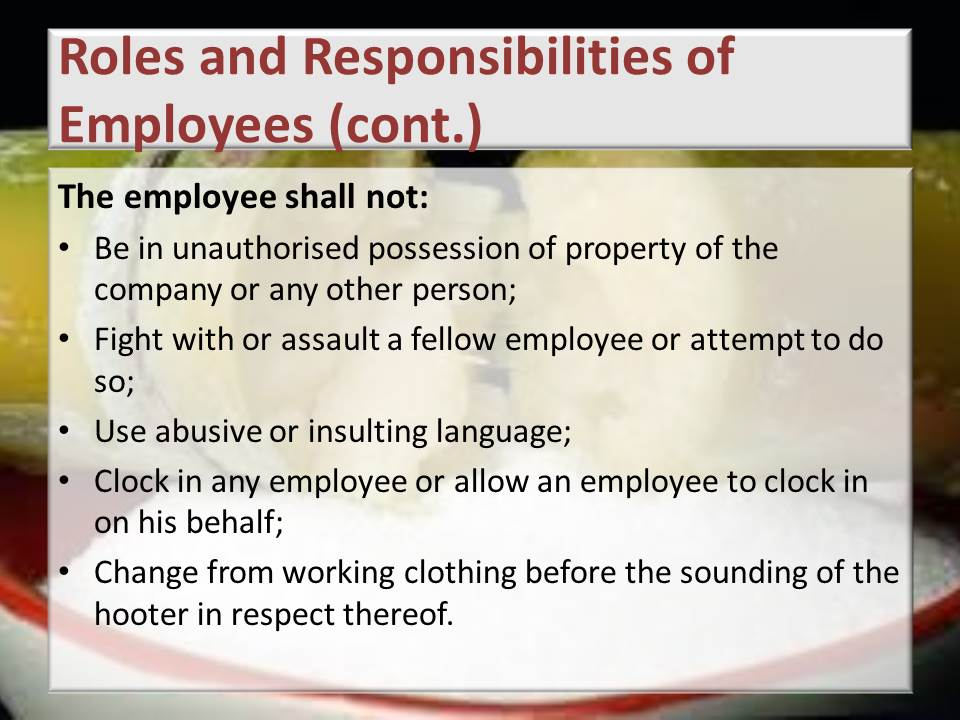 Roles and Responsibilities of
Employees (cont.)
The employee shall not:
• Be in unauthorised possession of property of the
company or any other person;
• Fight with or assault a fellow employee or attempt to do
so;
• Use abusive or insulting language;
• Clock in any employee or allow an employee to clock in
on his behalf;
• Change from working clothing before the sounding of the
hooter in respect thereof.